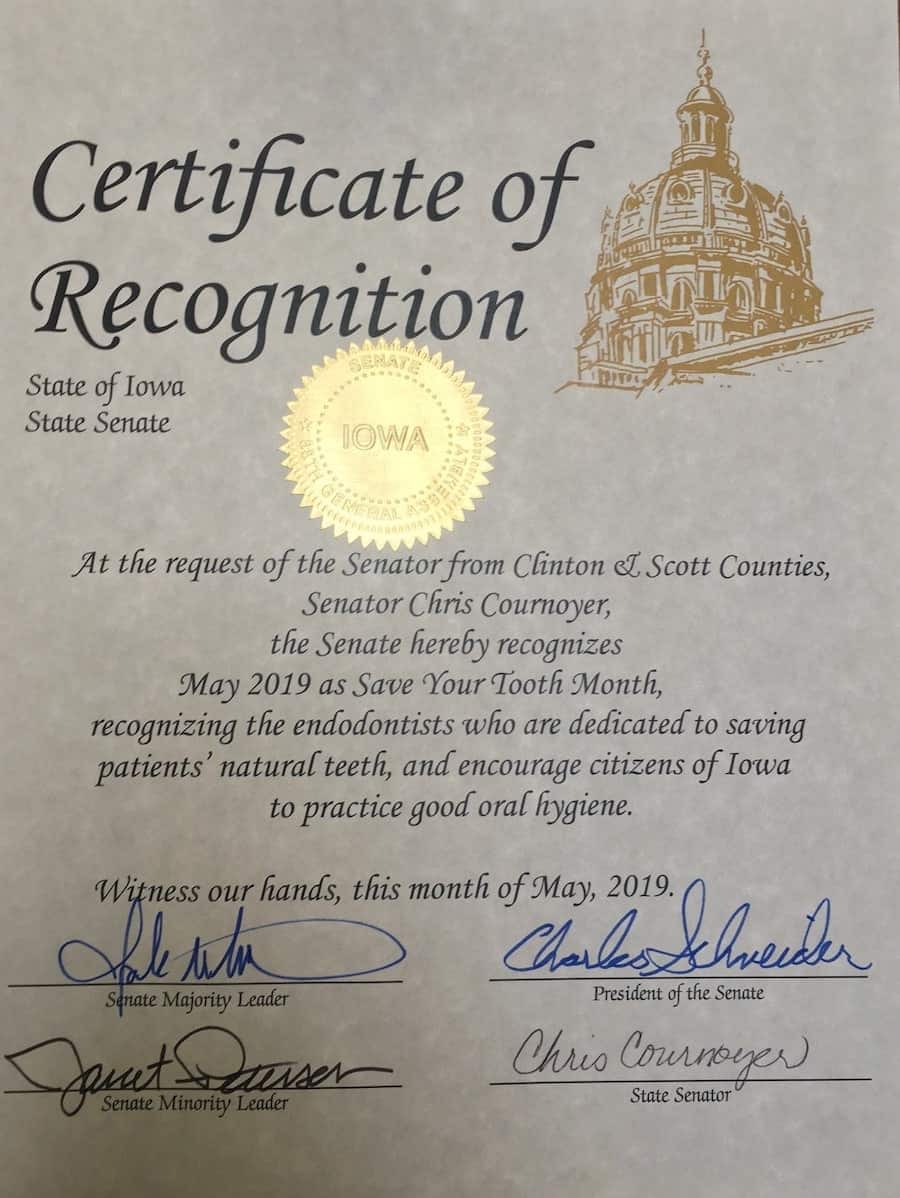 Certificate of
Recognition
State of Iowa
State Senate
SENATE
IOWA
88TH GENERAL ASSEMBLY
At the request of the Senator from Clinton & Scott Counties,
Senator Chris Cournoyer,
the Senate hereby recognizes
May 2019 as Save Your Tooth Month,
recognizing the endodontists who are dedicated to saving
patients’ natural teeth, and encourage citizens of Iowa
to practice good oral hygiene.
Witness our hands, this month of May, 2019.
Charles Schneider
Senate Majority Leader
President of the Senate
Janet Petersen
Chris Cournoyer
Senate Minority Leader
State Senator